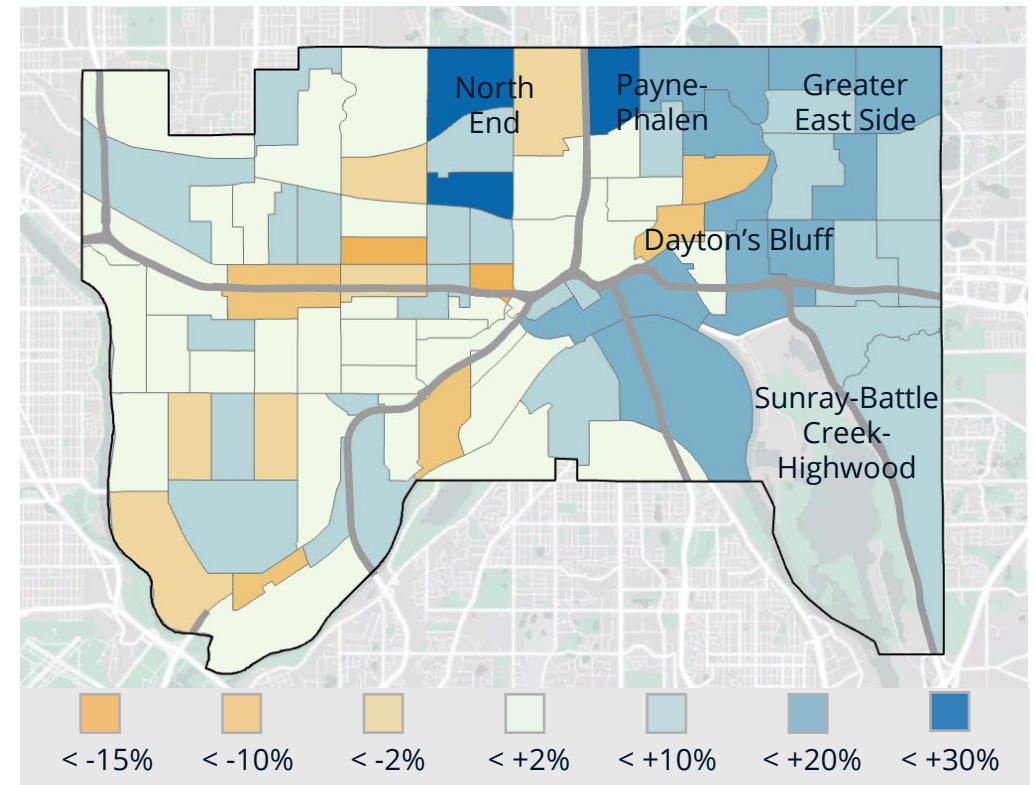 North
End
Payne-
Phalen
Greater
East Side
Dayton’s Bluff
Sunray-Battle
Creek-
Highwood
< -15%
< -10%
< -2%
< +2%
< +10%
< +20%
< +30%